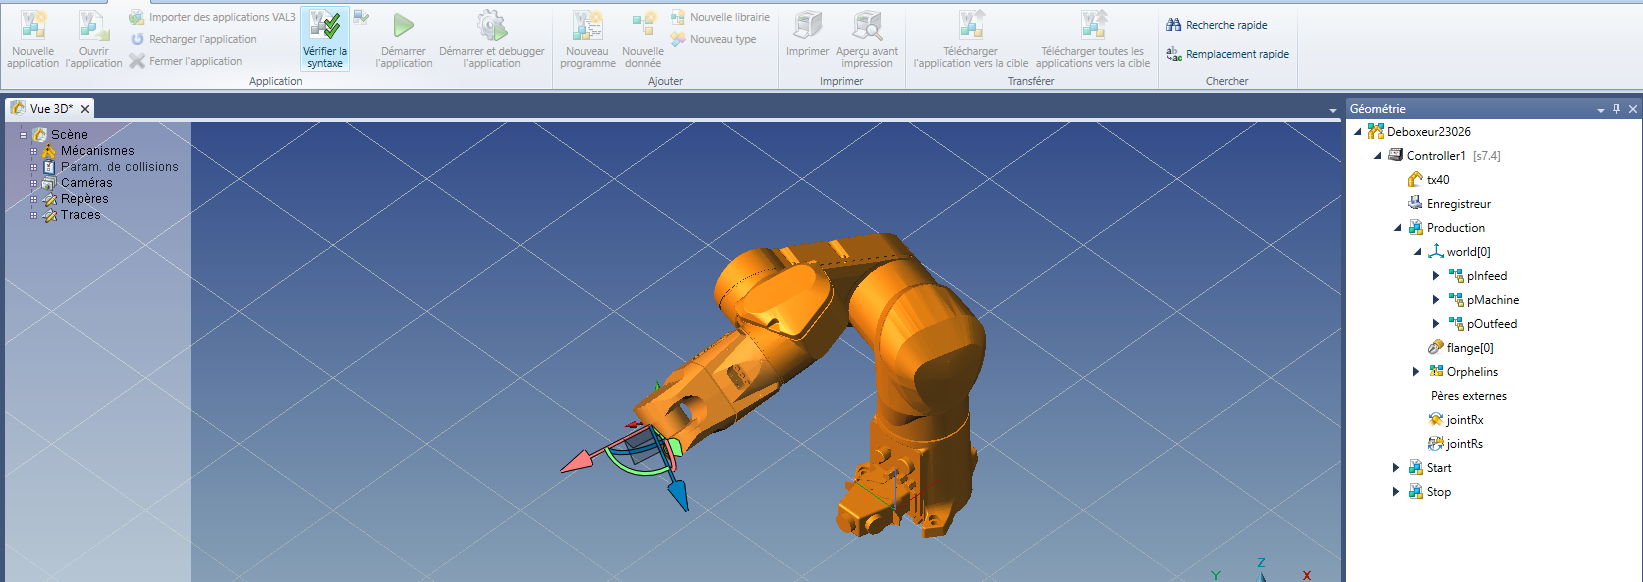 Nouvelle application
Ouvrir l'application
Importer des applications VAL3
Recharger l'application
Fermer l'application
Vérifier la syntaxe
Démarrer l'application
Démarrer et debugger l'application
Application
Nouveau programme
Nouvelle donnée
Nouvelle librairie
Nouveau type
Ajouter
Imprimer
Aperçu avant impression
Imprimer
Télécharger l'application vers la cible
Télécharger toutes les applications vers la cible
Transférer
Recherche rapide
Remplacement rapide
Chercher
Vue 3D*
Scène
Mécanismes
Param. de collisions
Caméras
Repères
Traces
Z
Y
X
Géométrie
Deboxeur23026
Controller1 [s7.4]
tx40
Enregistreur
Production
world[0]
pInfeed
pMachine
pOutfeed
flange[0]
Orphelins
Pères externes
jointRx
jointRs
Start
Stop